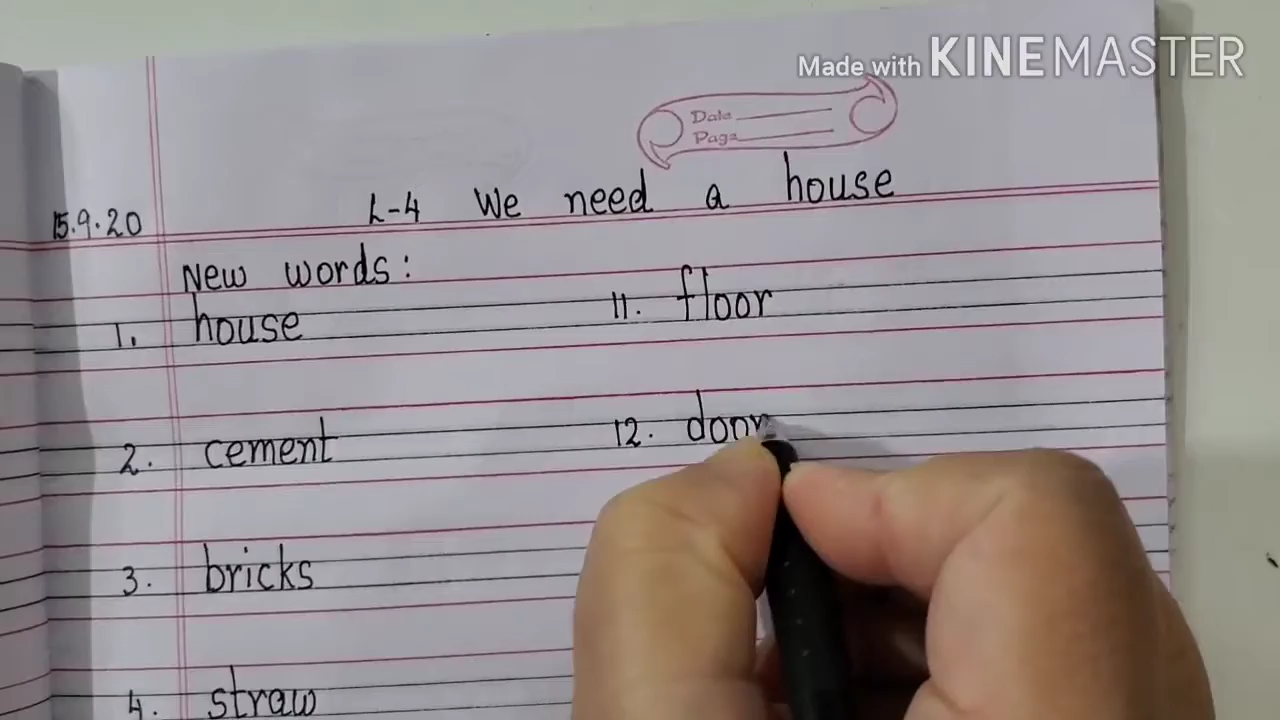 Made with KINEMASTER
Date
Page
L-4 We need a house
15.9.20
New words:
1. house
11. floor
2. cement
12. door
3. bricks
4. straw